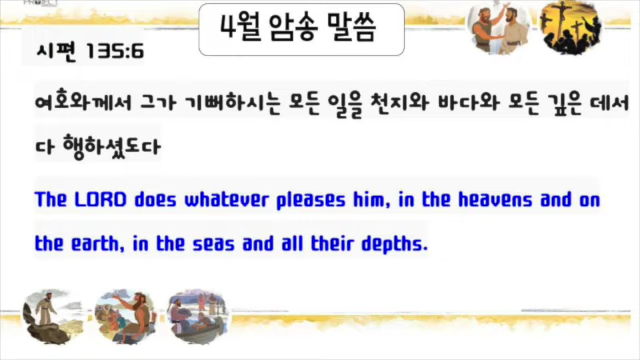 PROJECT
4월 암송 말씀
시편 135:6
여호와께서 그가 기뻐하시는 모든 일을 천지와 바다와 모든 깊은 데서
다 행하셨도다
The LORD does whatever pleases him, in the heavens and on
the earth, in the seas and all their depths.